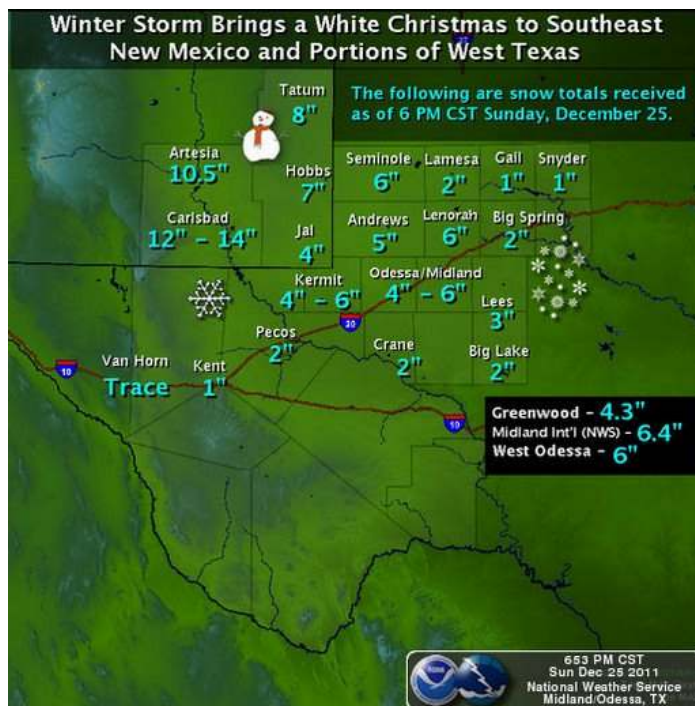 Winter Storm Brings a White Christmas to Southeast
New Mexico and Portions of West Texas
The following are snow totals received
as of 6 PM CST Sunday, December 25.
Tatum
8"
Artesia
10.5"
Hobbs
7"
Seminole
6"
Lamesa
2"
Gail
1"
Snyder
1"
Carlsbad
12" - 14"
Jal
4"
Andrews
5"
Lenorah
6"
Big Spring
2"
Kermit
4" - 6"
Odessa/Midland
4" - 6"
Lees
3"
20
Pecos
2"
Crane
2"
Big Lake
2"
Van Horn
Trace
Kent
1"
10
10
Greenwood - 4.3"
Midland Int'l (NWS) - 6.4"
West Odessa - 6"
noaa
653 PM CST
Sun Dec 25 2011
National Weather Service
Midland/Odessa, TX